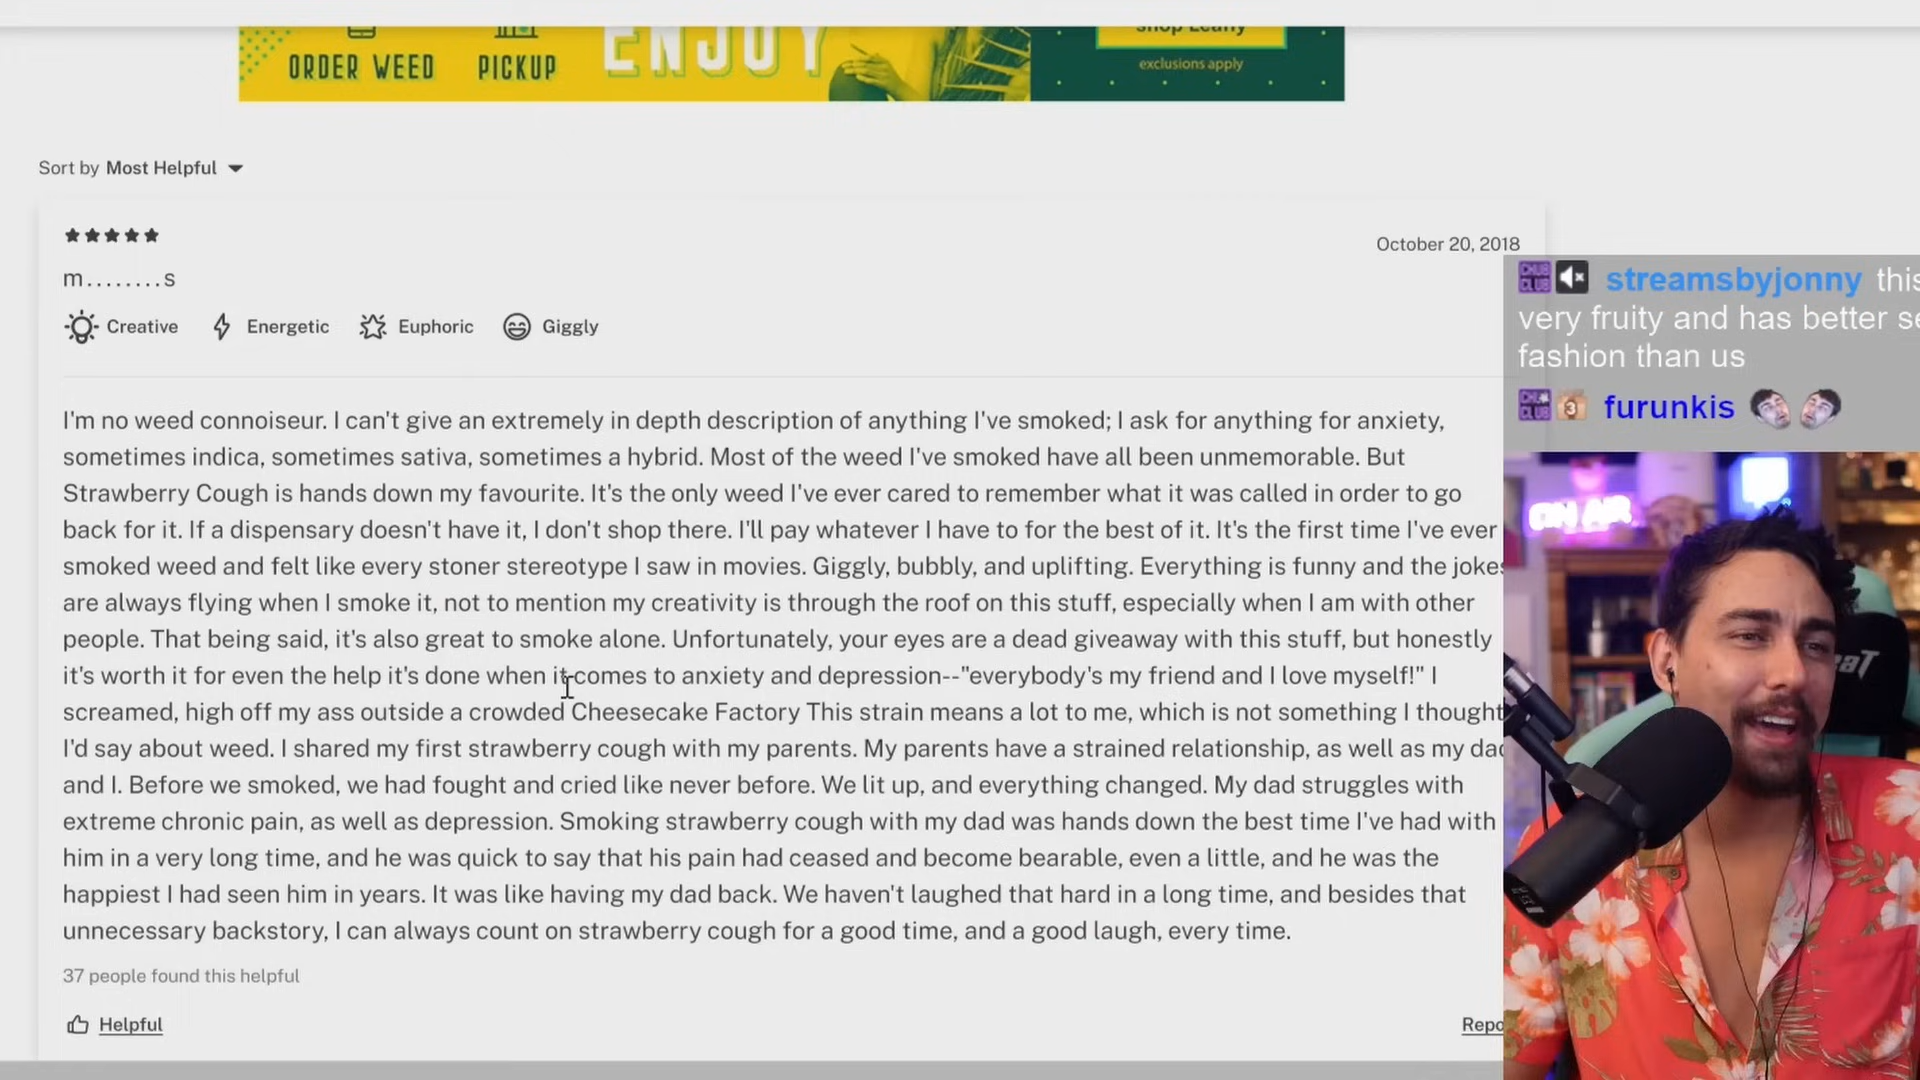 ORDER WEED
PICKUP
ENJOY
shop Leafly
exclusions apply
Sort by Most Helpful
October 20, 2018
m........s
Creative
Energetic
Euphoric
Giggly
I'm no weed connoiseur. I can't give an extremely in depth description of anything I've smoked; I ask for anything for anxiety,
sometimes indica, sometimes sativa, sometimes a hybrid. Most of the weed I've smoked have all been unmemorable. But
Strawberry Cough is hands down my favourite. It's the only weed I've ever cared to remember what it was called in order to go
back for it. If a dispensary doesn't have it, I don't shop there. I'll pay whatever I have to for the best of it. It's the first time I've ever
smoked weed and felt like every stoner stereotype I saw in movies. Giggly, bubbly, and uplifting. Everything is funny and the jokes
are always flying when I smoke it, not to mention my creativity is through the roof on this stuff, especially when I am with other
people. That being said, it's also great to smoke alone. Unfortunately, your eyes are a dead giveaway with this stuff, but honestly
it's worth it for even the help it's done when it comes to anxiety and depression--"everybody's my friend and I love myself!" I
screamed, high off my ass outside a crowded Cheesecake Factory This strain means a lot to me, which is not something I thought
I'd say about weed. I shared my first strawberry cough with my parents. My parents have a strained relationship, as well as my dad
and I. Before we smoked, we had fought and cried like never before. We lit up, and everything changed. My dad struggles with
extreme chronic pain, as well as depression. Smoking strawberry cough with my dad was hands down the best time I've had with
him in a very long time, and he was quick to say that his pain had ceased and become bearable, even a little, and he was the
happiest I had seen him in years. It was like having my dad back. We haven't laughed that hard in a long time, and besides that
unnecessary backstory, I can always count on strawberry cough for a good time, and a good laugh, every time.
37 people found this helpful
Helpful
Repo
CHUB CLUB streamsbyjonny this
very fruity and has better se
fashion than us
3 furunkis
ON AIR